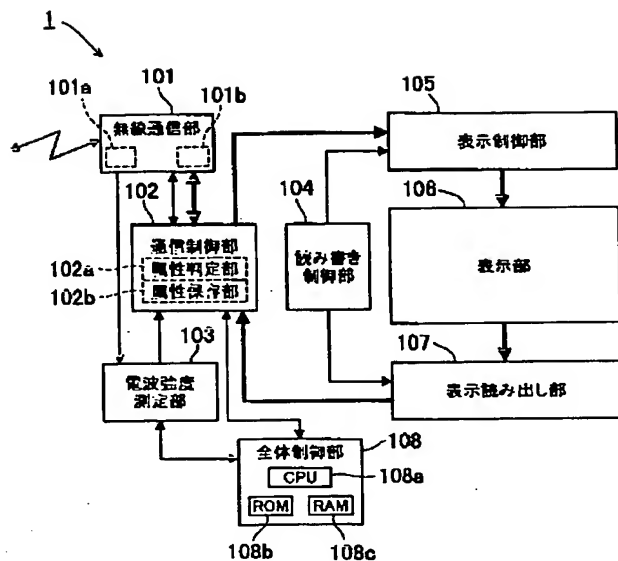 1
101a
101
101b
無線通信部
105
表示制御部
102
104
106
通信制御部
読み書き
制御部
表示部
102a
属性判定部
102b
属性保存部
103
107
電波強度
測定部
表示読み出し部
全体制御部
108
CPU
108a
ROM
RAM
108b
108c